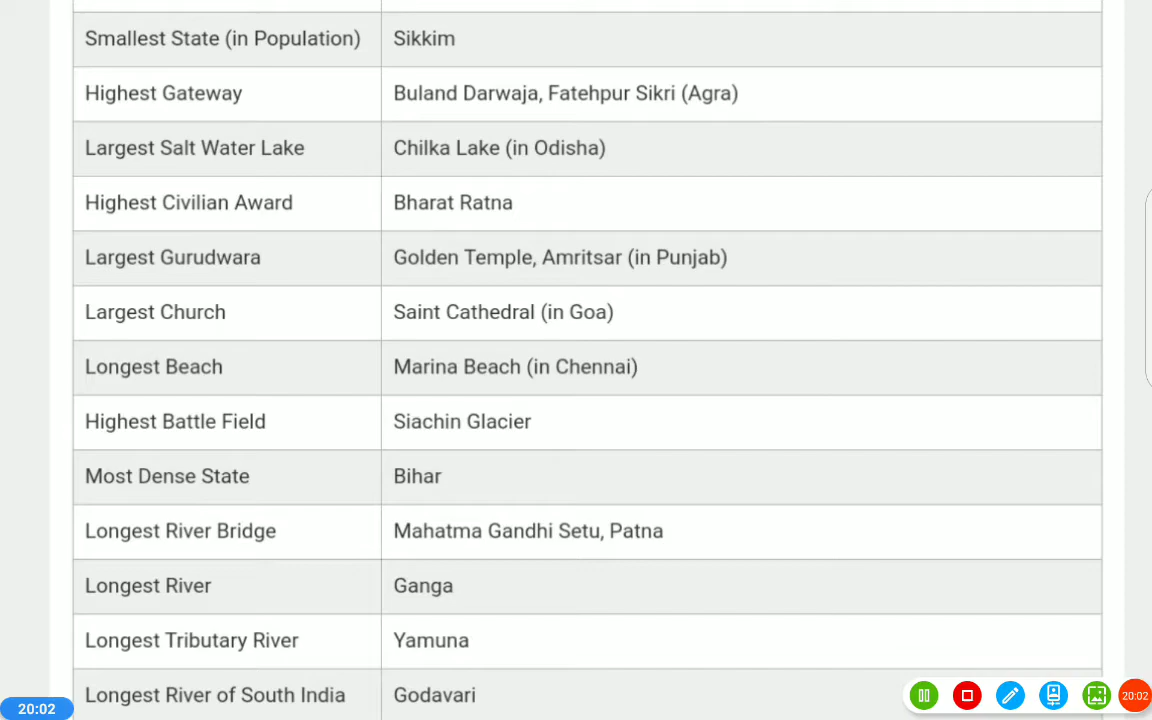 Smallest State (in Population) Sikkim
Highest Gateway Buland Darwaja, Fatehpur Sikri (Agra)
Largest Salt Water Lake Chilka Lake (in Odisha)
Highest Civilian Award Bharat Ratna
Largest Gurudwara Golden Temple, Amritsar (in Punjab)
Largest Church Saint Cathedral (in Goa)
Longest Beach Marina Beach (in Chennai)
Highest Battle Field Siachin Glacier
Most Dense State Bihar
Longest River Bridge Mahatma Gandhi Setu, Patna
Longest River Ganga
Longest Tributary River Yamuna
Longest River of South India Godavari
20:02
20:02